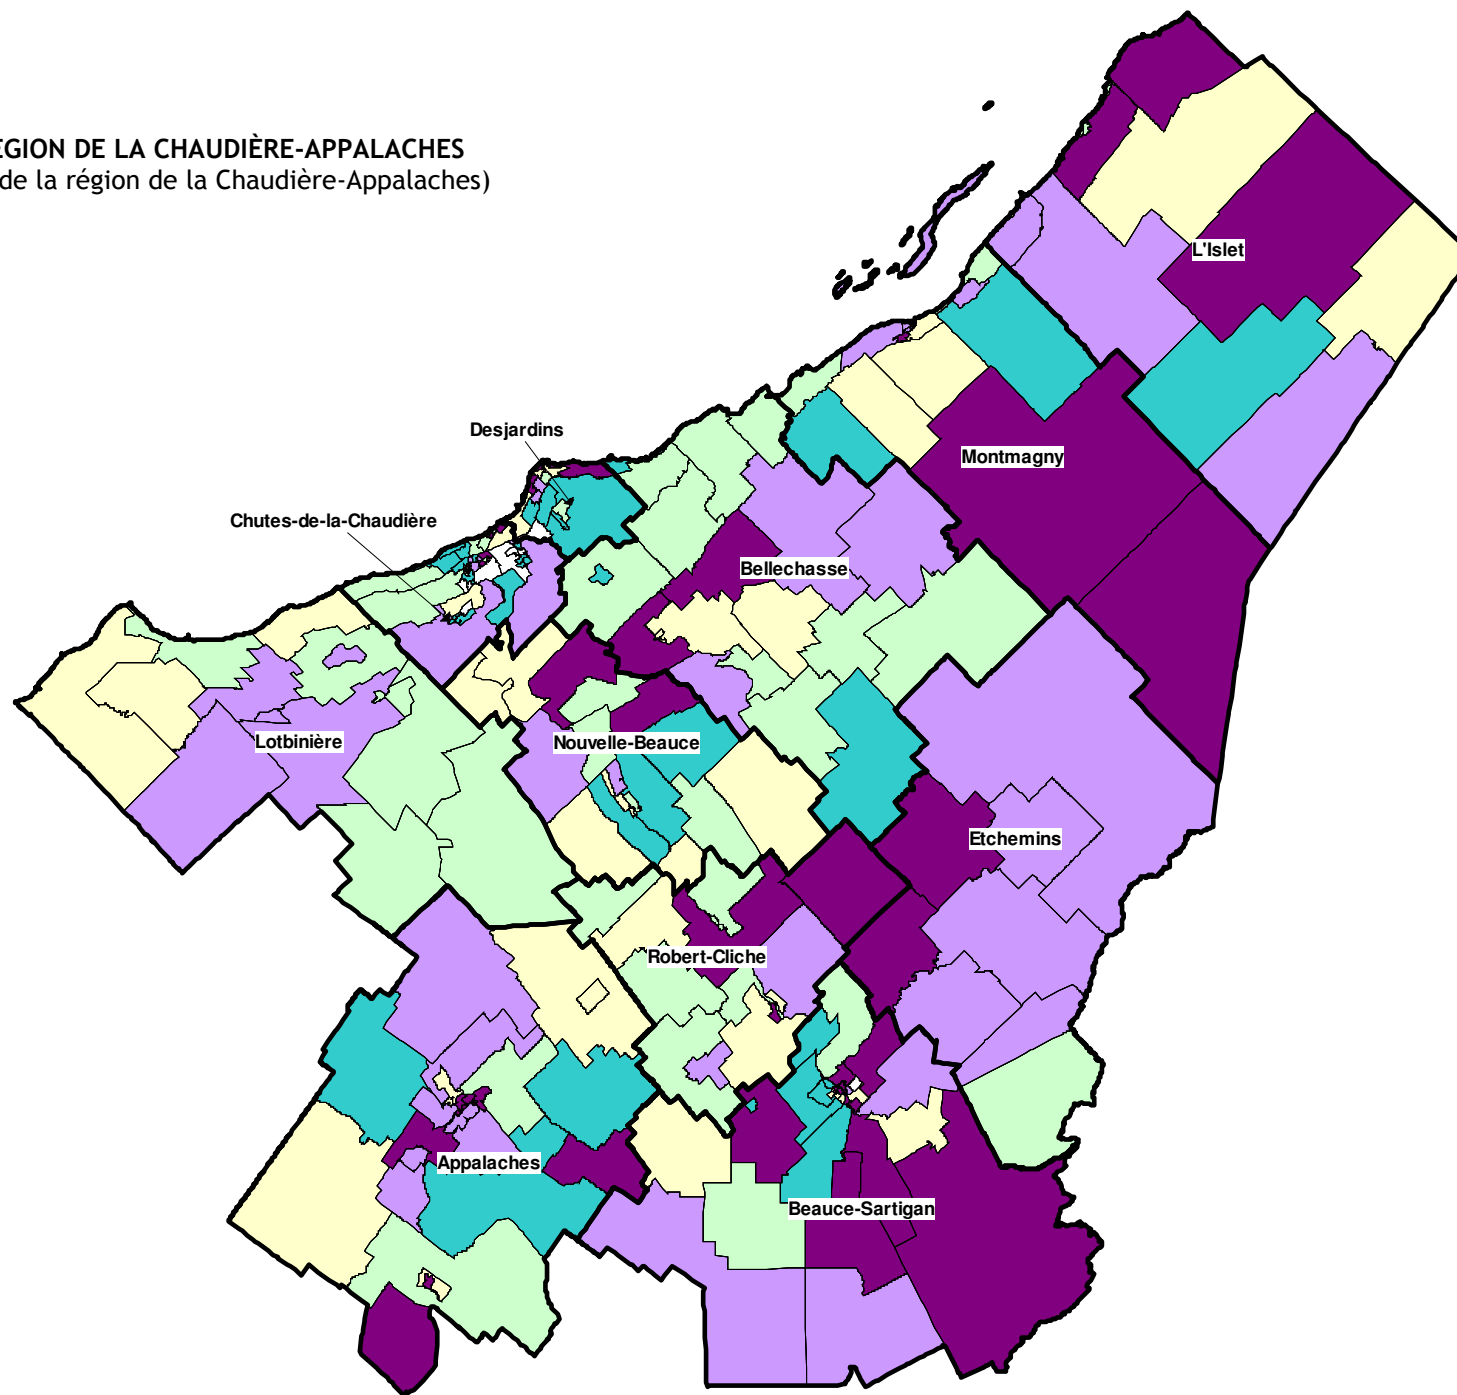 ÉGION DE LA CHAUDIÈRE-APPALACHES
de la région de la Chaudière-Appalaches)
L'Islet
Desjardins
Montmagny
Chutes-de-la-Chaudière
Bellechasse
Lotbinière
Nouvelle-Beauce
Etchemins
Robert-Cliche
Appalaches
Beauce-Sartigan